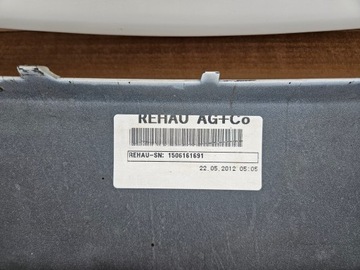 REHAU AG+Co
REHAU-SN: 1506161691
22.05.2012 05:05